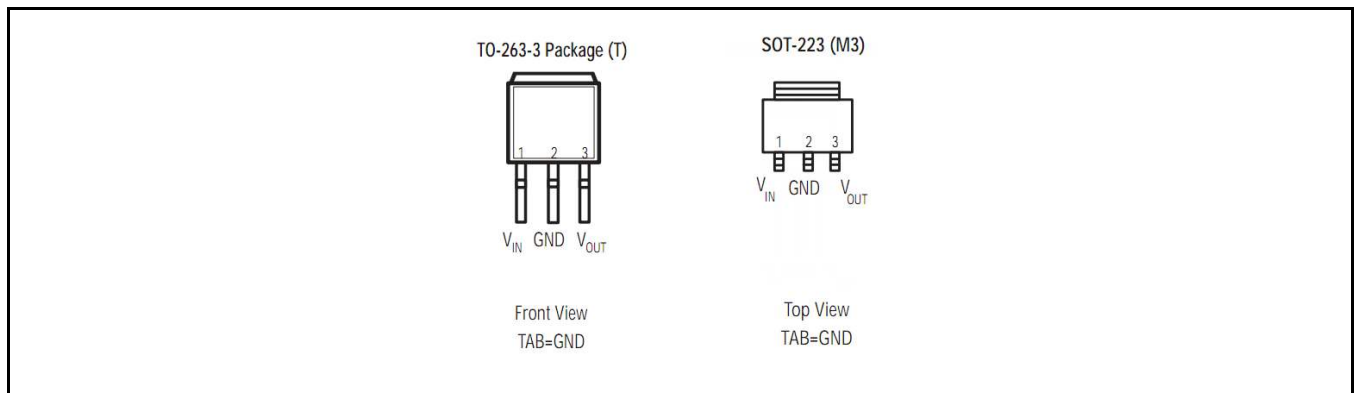 TO-263-3 Package (T)
1 2 3
VIN GND VOUT
Front View
TAB=GND
SOT-223 (M3)
1 2 3
VIN GND VOUT
Top View
TAB=GND